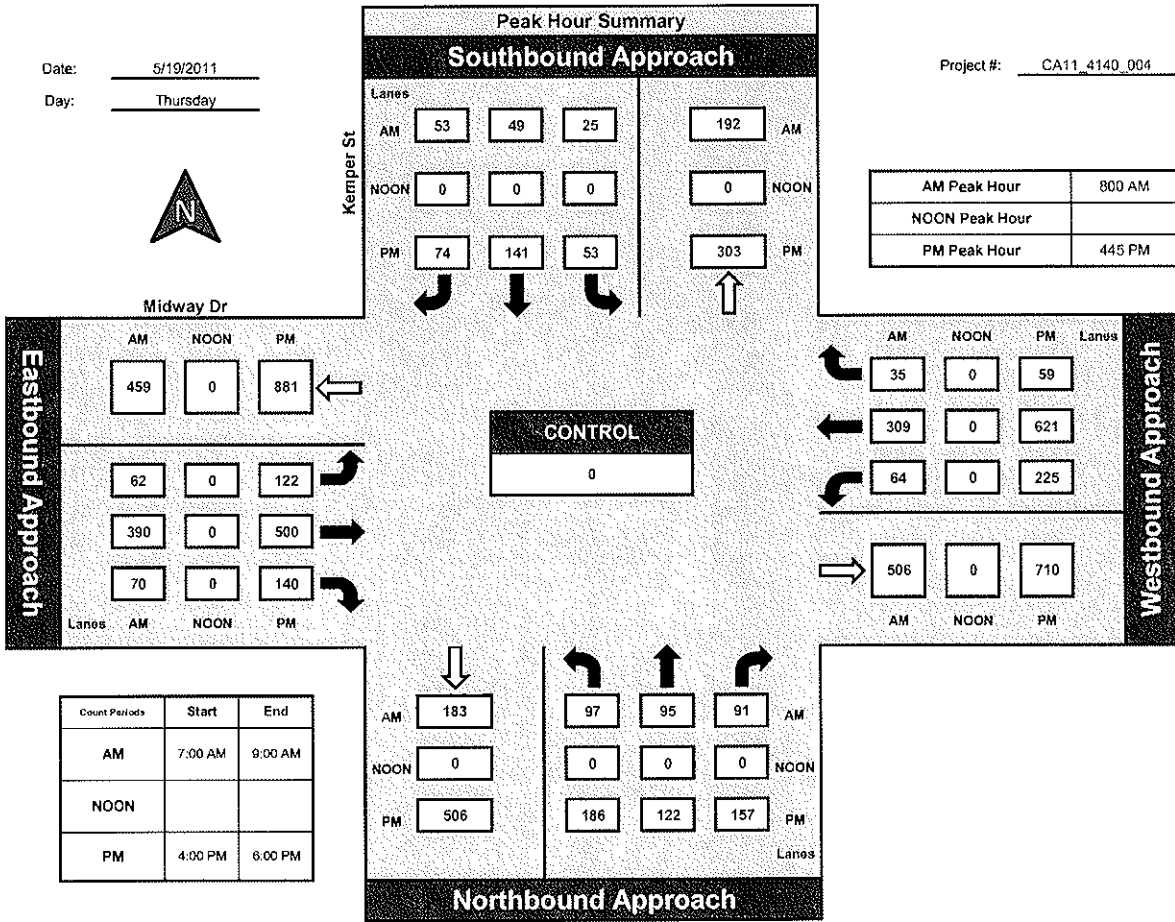 Peak Hour Summary
Southbound Approach
Date: 5/19/2011
Day: Thursday
Project #: CA11_4140_004
N
Kemper St
Lanes
AM 53 49 25 192 AM
NOON 0 0 0 0 NOON
PM 74 141 53 303 PM
AM Peak Hour 800 AM
NOON Peak Hour
PM Peak Hour 445 PM
Midway Dr
Eastbound Approach
AM NOON PM
459 0 881
62 0 122
390 0 500
70 0 140
Lanes AM NOON PM
CONTROL
0
AM NOON PM Lanes
35 0 59
309 0 621
64 0 225
506 0 710
AM NOON PM
Westbound Approach
Count Periods Start End
AM 7:00 AM 9:00 AM
NOON
PM 4:00 PM 6:00 PM
AM 183 97 95 91 AM
NOON 0 0 0 0 NOON
PM 506 186 122 157 PM
Lanes
Northbound Approach